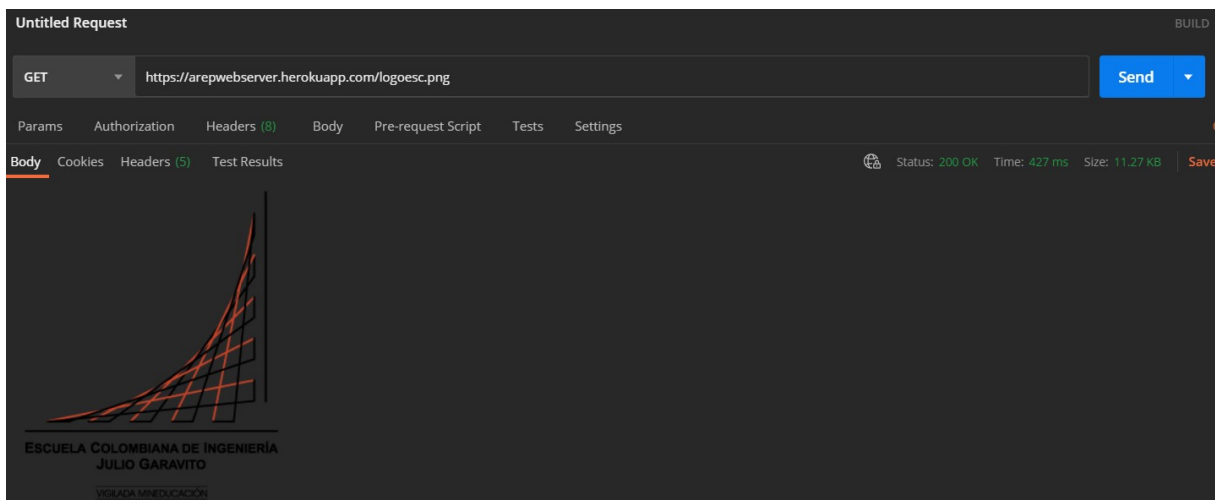 Untitled Request BUILD
GET https://arepwebserver.herokuapp.com/logoesc.png Send
Params Authorization Headers (8) Body Pre-request Script Tests Settings
Body Cookies Headers (5) Test Results Status: 200 OK Time: 427 ms Size: 11.27 KB Save
ESCUELA COLOMBIANA DE INGENIERÍA
JULIO GARAVITO
VIGILADA MINEDUCACIÓN